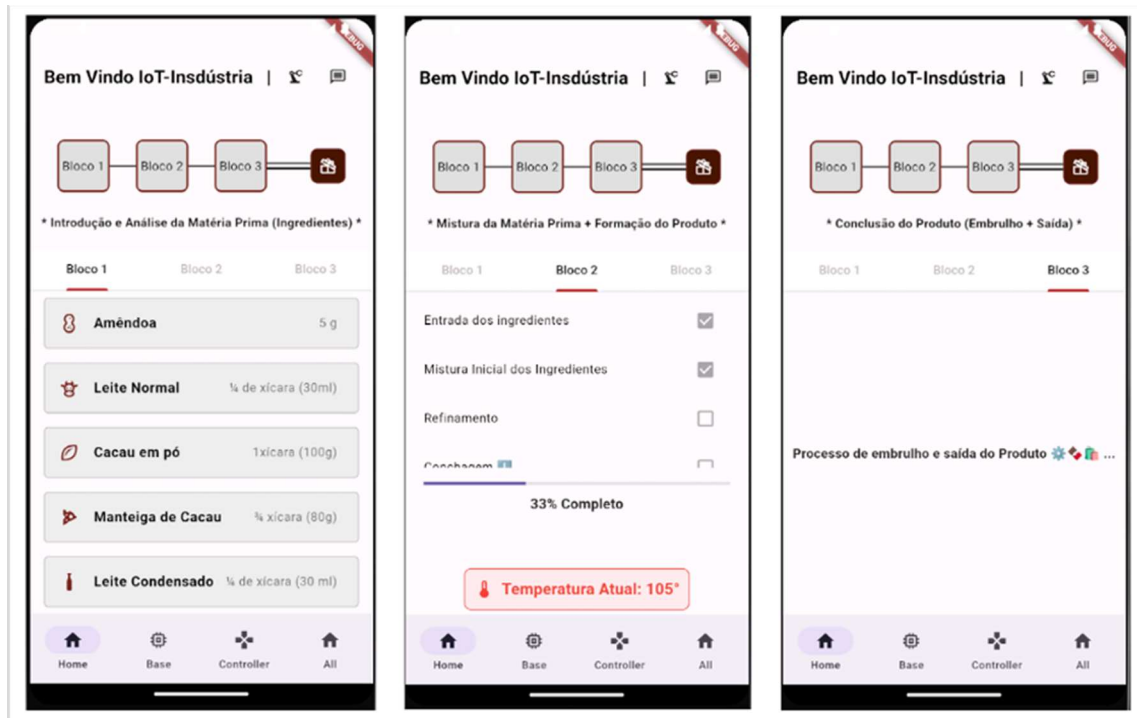 DEBUG
Bem Vindo IoT-Insdústria |
Bloco 1 Bloco 2 Bloco 3
* Introdução e Análise da Matéria Prima (Ingredientes) *
Bloco 1 Bloco 2 Bloco 3
Amêndoa 5 g
Leite Normal ¼ de xícara (30ml)
Cacau em pó 1xícara (100g)
Manteiga de Cacau ¾ xícara (80g)
Leite Condensado ¼ de xícara (30 ml)
Home Base Controller All
DEBUG
Bem Vindo IoT-Insdústria |
Bloco 1 Bloco 2 Bloco 3
* Mistura da Matéria Prima + Formação do Produto *
Bloco 1 Bloco 2 Bloco 3
Entrada dos ingredientes
Mistura Inicial dos Ingredientes
Refinamento
Conchagem
33% Completo
Temperatura Atual: 105°
Home Base Controller All
DEBUG
Bem Vindo IoT-Insdústria |
Bloco 1 Bloco 2 Bloco 3
* Conclusão do Produto (Embrulho + Saída) *
Bloco 1 Bloco 2 Bloco 3
Processo de embrulho e saída do Produto ⚙️🍫🛍️ ...
Home Base Controller All